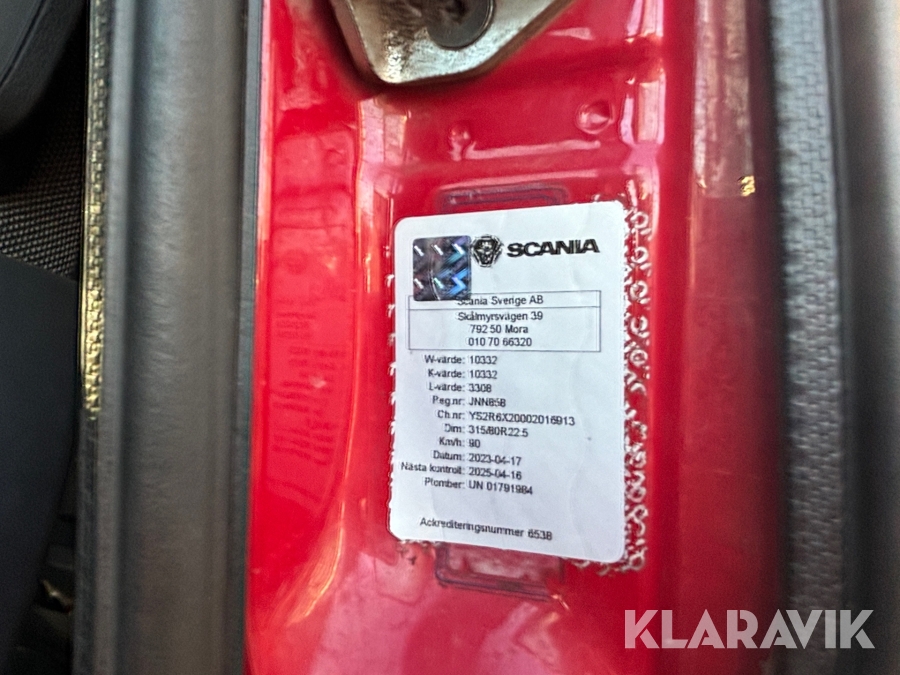 SCANIA
Scania Sverige AB
Skålmyrsvägen 39
792 50 Mora
010 70 66320
W-värde: 10332
K-värde: 10332
L-värde: 3308
Reg.nr: JNN858
Ch.nr: YS2R6X20002016913
Dim: 315/80R22.5
Km/h: 90
Datum: 2023-04-17
Nästa kontroll: 2025-04-16
Plomber: UN 01791984
Ackrediteringsnummer 6538
KLARAVIK